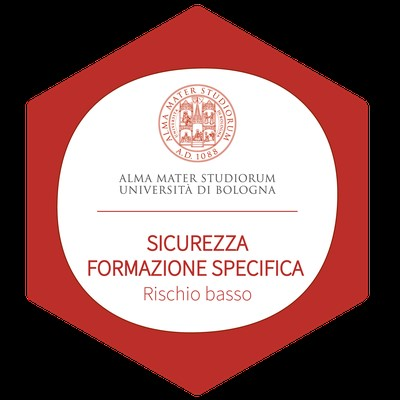 ALMA MATER STUDIORUM
A.D. 1088
ALMA MATER STUDIORUM
UNIVERSITÀ DI BOLOGNA
SICUREZZA
FORMAZIONE SPECIFICA
Rischio basso